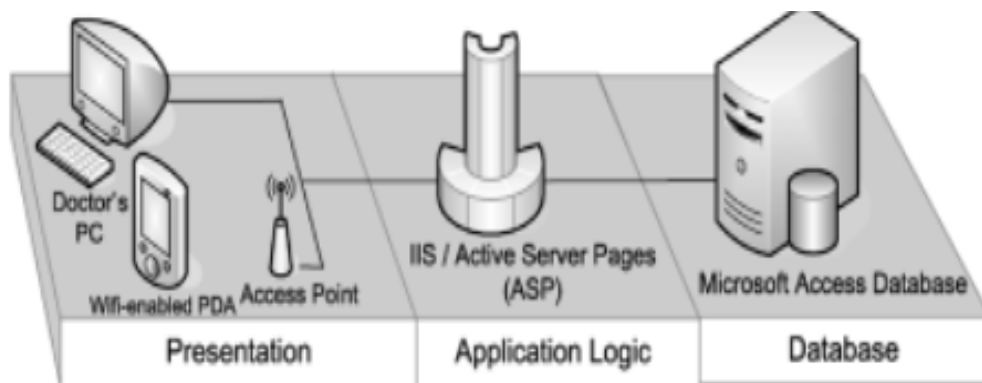 Doctor's
PC
Wifi-enabled PDA
Access Point
IIS / Active Server Pages
(ASP)
Microsoft Access Database
Presentation
Application Logic
Database